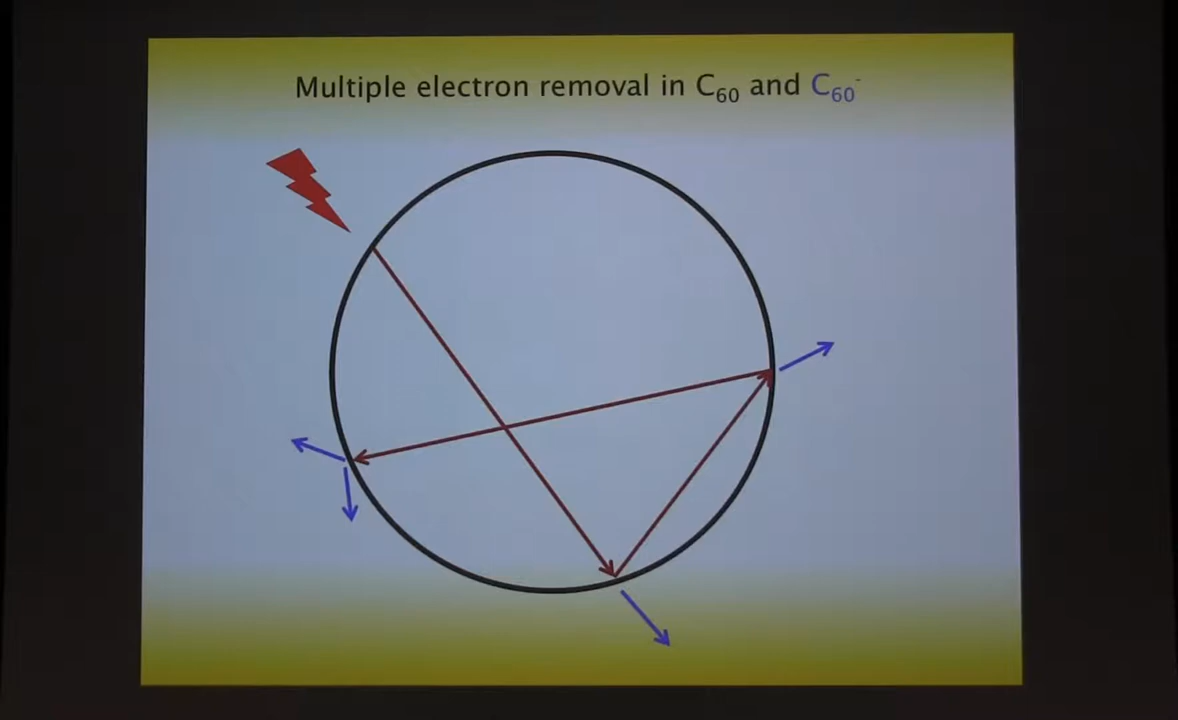 Multiple electron removal in C₆₀ and C₆₀⁻